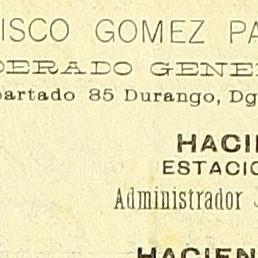 ISCO GOMEZ PA
DERADO GENE
partado 85 Durango, Dg
HACI
ESTACIO
Administrador
HACIEN